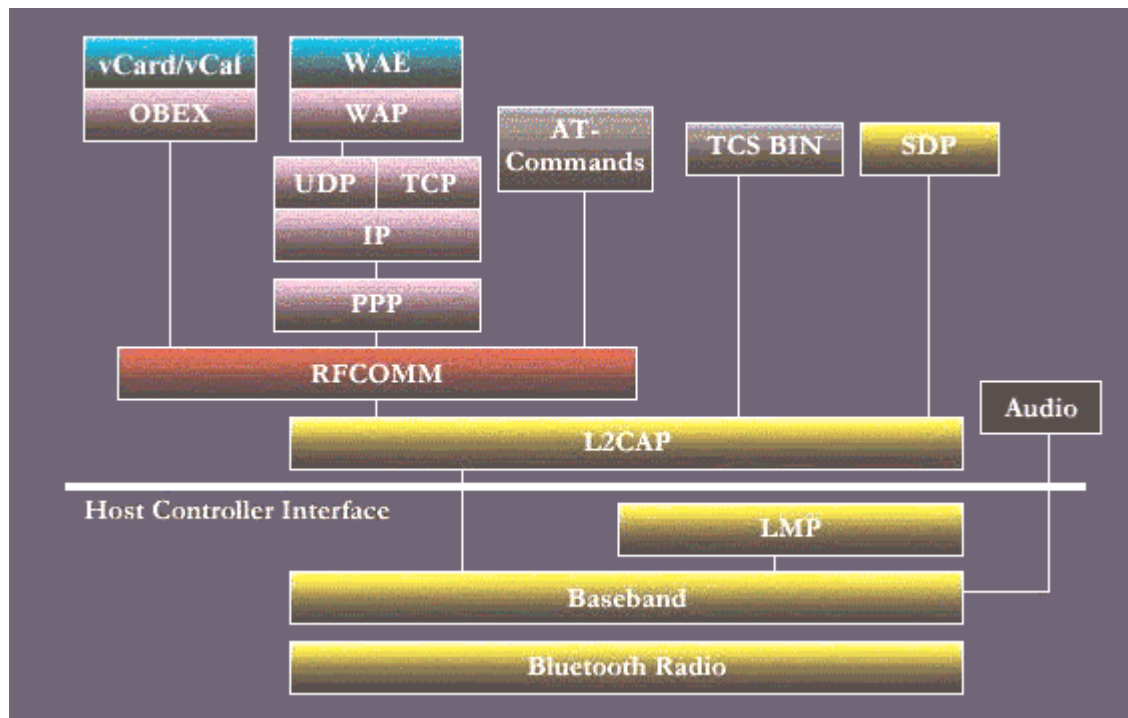 vCard/vCal
WAE
OBEX
WAP
AT-
Commands
TCS BIN
SDP
UDP
TCP
IP
PPP
RFCOMM
Audio
L2CAP
Host Controller Interface
LMP
Baseband
Bluetooth Radio